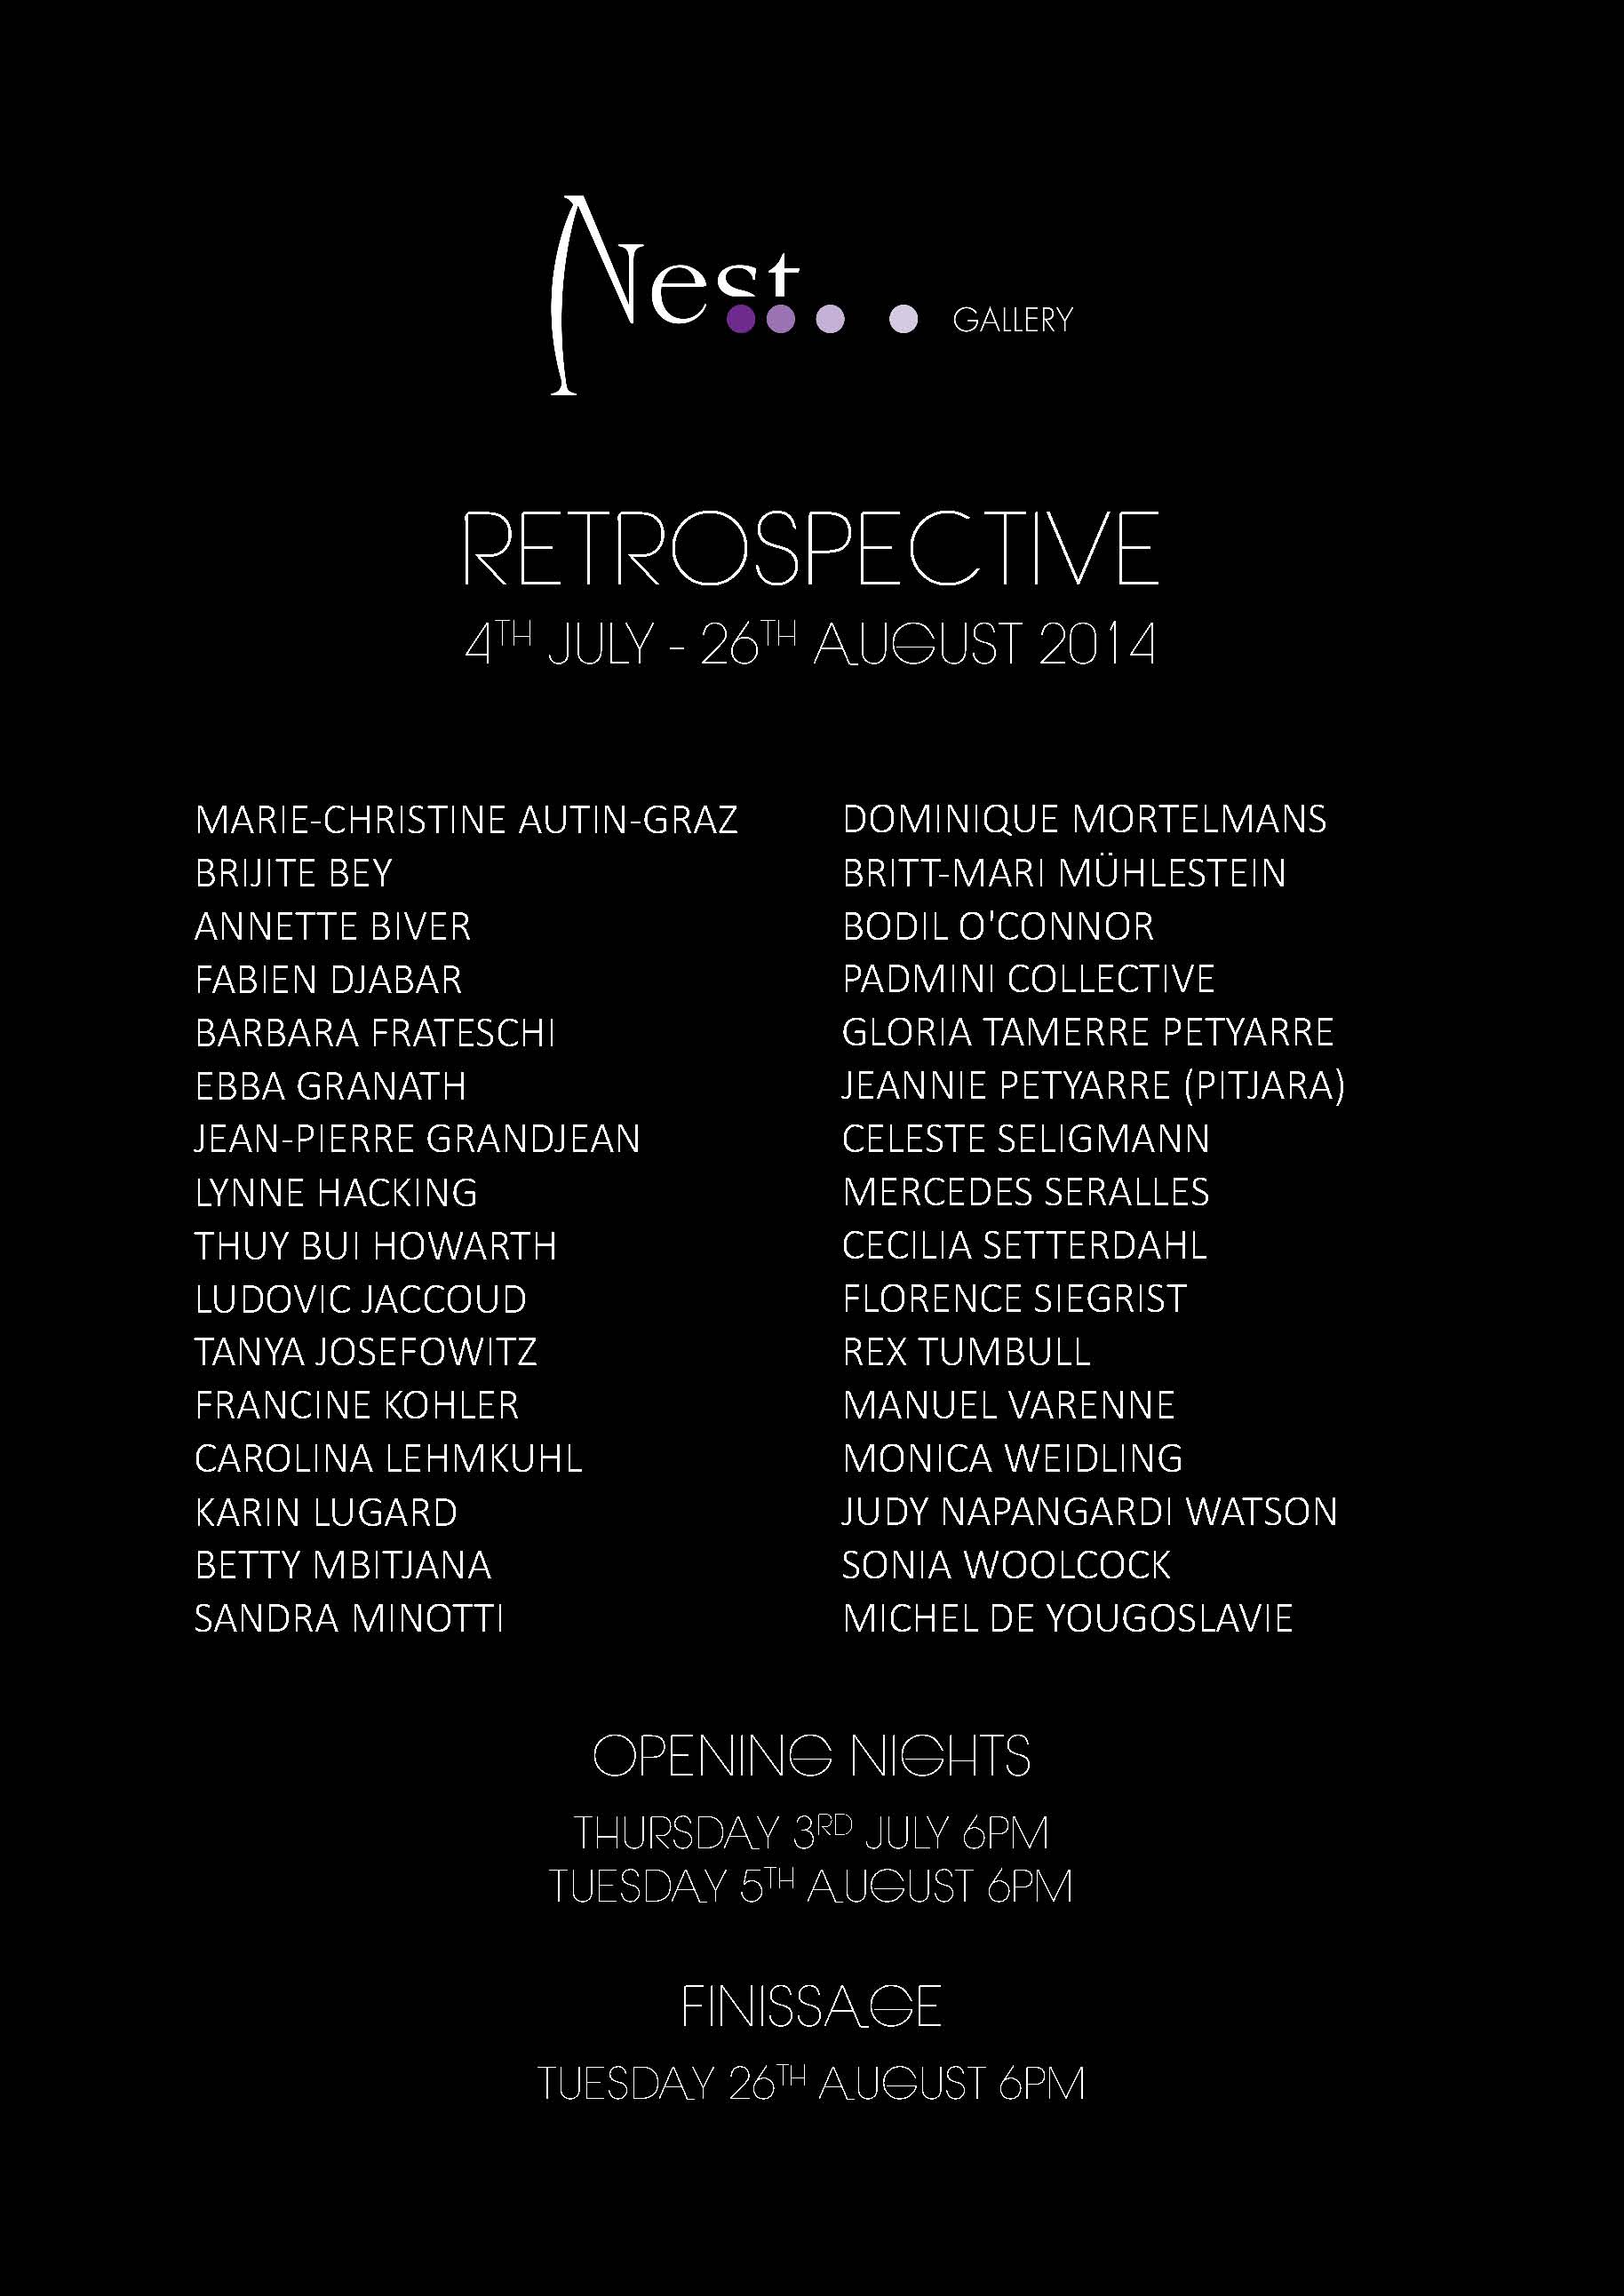 Nest
GALLERY
RETROSPECTIVE
4TH JULY - 26TH AUGUST 2014
MARIE-CHRISTINE AUTIN-GRAZ
BRIJITE BEY
ANNETTE BIVER
FABIEN DJABAR
BARBARA FRATESCHI
EBBA GRANATH
JEAN-PIERRE GRANDJEAN
LYNNE HACKING
THUY BUI HOWARTH
LUDOVIC JACCOUD
TANYA JOSEFOWITZ
FRANCINE KOHLER
CAROLINA LEHMKUHL
KARIN LUGARD
BETTY MBITJANA
SANDRA MINOTTI
DOMINIQUE MORTELMANS
BRITT-MARI MÜHLESTEIN
BODIL O'CONNOR
PADMINI COLLECTIVE
GLORIA TAMERRE PETYARRE
JEANNIE PETYARRE (PITJARA)
CELESTE SELIGMANN
MERCEDES SERALLES
CECILIA SETTERDAHL
FLORENCE SIEGRIST
REX TUMBULL
MANUEL VARENNE
MONICA WEIDLING
JUDY NAPANGARDI WATSON
SONIA WOOLCOCK
MICHEL DE YOUGOSLAVIE
OPENING NIGHTS
THURSDAY 3RD JULY 6PM
TUESDAY 5TH AUGUST 6PM
FINISSAGE
TUESDAY 26TH AUGUST 6PM